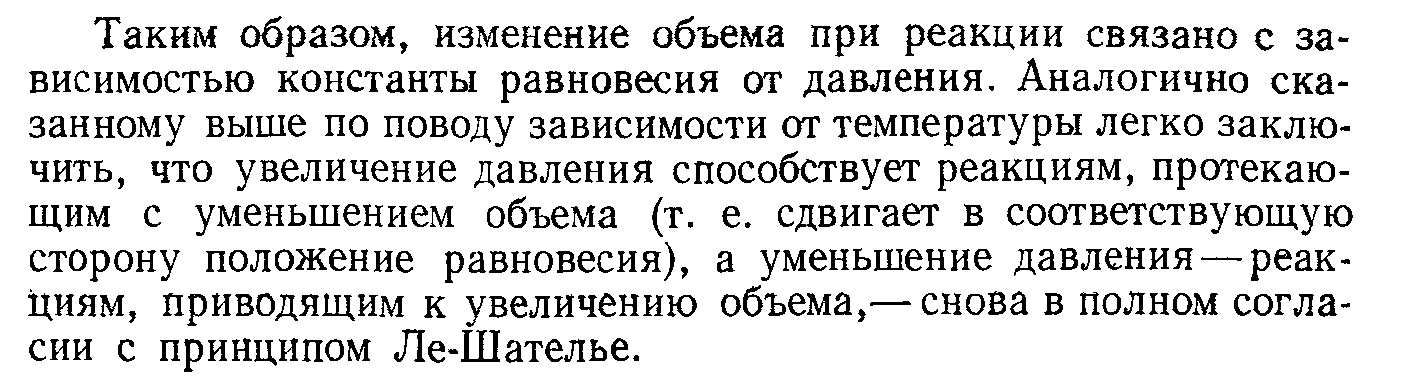 Таким образом, изменение объема при реакции связано с за-
висимостью константы равновесия от давления. Аналогично ска-
занному выше по поводу зависимости от температуры легко заклю-
чить, что увеличение давления способствует реакциям, протекаю-
щим с уменьшением объема (т. е. сдвигает в соответствующую
сторону положение равновесия), а уменьшение давления — реак-
циям, приводящим к увеличению объема, — снова в полном согла-
сии с принципом Ле-Шателье.